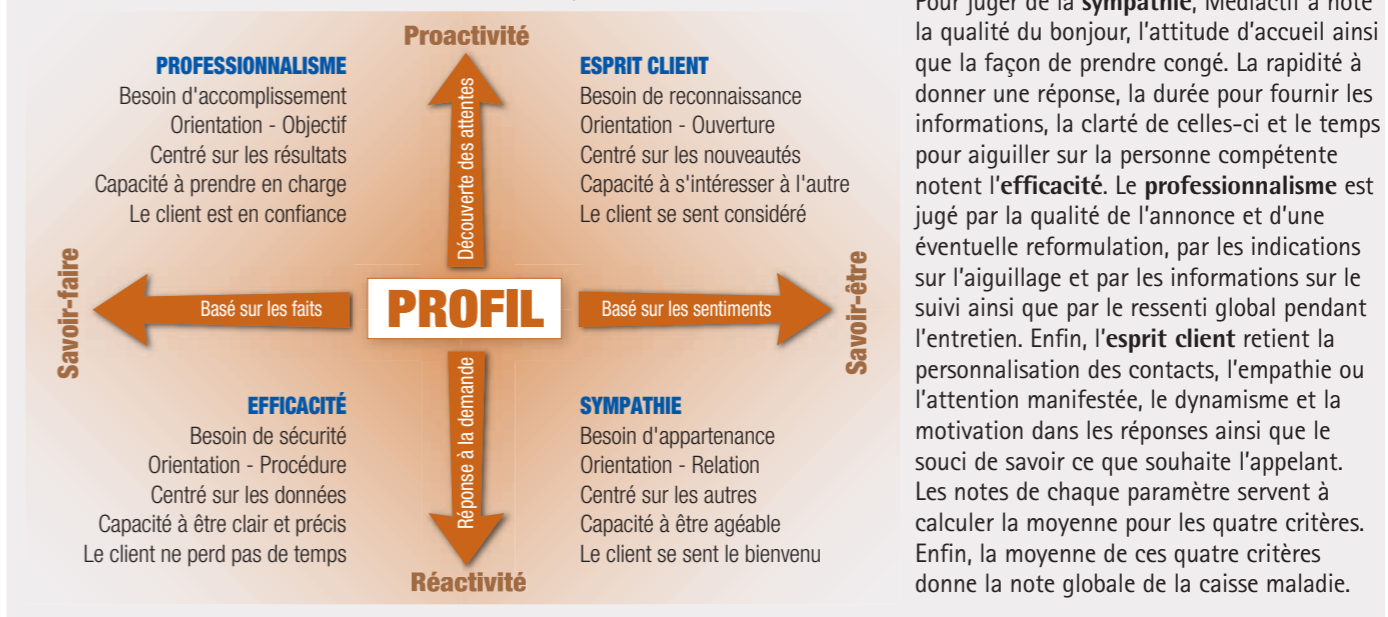 Proactivité
PROFESSIONNALISME
Besoin d'accomplissement
Orientation - Objectif
Centré sur les résultats
Capacité à prendre en charge
Le client est en confiance
Découverte des attentes
ESPRIT CLIENT
Besoin de reconnaissance
Orientation - Ouverture
Centré sur les nouveautés
Capacité à s'intéresser à l'autre
Le client se sent considéré
Savoir-faire
Basé sur les faits
PROFIL
Basé sur les sentiments
Savoir-être
EFFICACITÉ
Besoin de sécurité
Orientation - Procédure
Centré sur les données
Capacité à être clair et précis
Le client ne perd pas de temps
Réponse à la demande
SYMPATHIE
Besoin d'appartenance
Orientation - Relation
Centré sur les autres
Capacité à être agéable
Le client se sent le bienvenu
Réactivité
Pour juger de la sympathie, Médiactif a noté
la qualité du bonjour, l'attitude d'accueil ainsi
que la façon de prendre congé. La rapidité à
donner une réponse, la durée pour fournir les
informations, la clarté de celles-ci et le temps
pour aiguiller sur la personne compétente
notent l'efficacité. Le professionnalisme est
jugé par la qualité de l'annonce et d'une
éventuelle reformulation, par les indications
sur l'aiguillage et par les informations sur le
suivi ainsi que par le ressenti global pendant
l'entretien. Enfin, l'esprit client retient la
personnalisation des contacts, l'empathie ou
l'attention manifestée, le dynamisme et la
motivation dans les réponses ainsi que le
souci de savoir ce que souhaite l'appelant.
Les notes de chaque paramètre servent à
calculer la moyenne pour les quatre critères.
Enfin, la moyenne de ces quatre critères
donne la note globale de la caisse maladie.